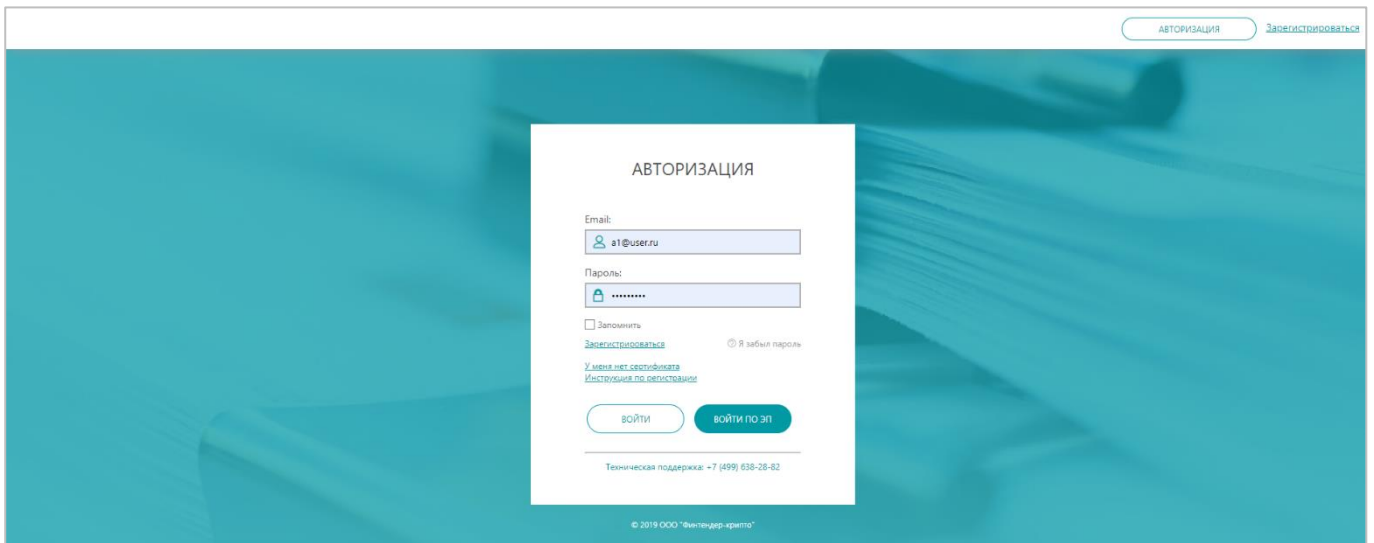 АВТОРИЗАЦИЯ Зарегистрироваться
АВТОРИЗАЦИЯ
Email:
a1@user.ru
Пароль:
•••••••••
Запомнить
Зарегистрироваться Я забыл пароль
У меня нет сертификата
Инструкция по регистрации
ВОЙТИ ВОЙТИ ПО ЭП
Техническая поддержка: +7 (499) 638-28-82
© 2019 ООО "Финтендер-крипто"